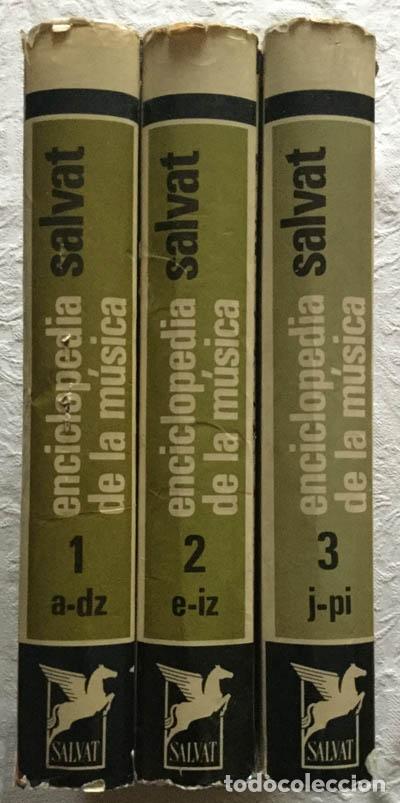 enciclopedia salvat
de la música
1
a-dz
SALVAT
enciclopedia salvat
de la música
2
e-iz
SALVAT
enciclopedia salvat
de la música
3
j-pi
SALVAT
todocoleccion